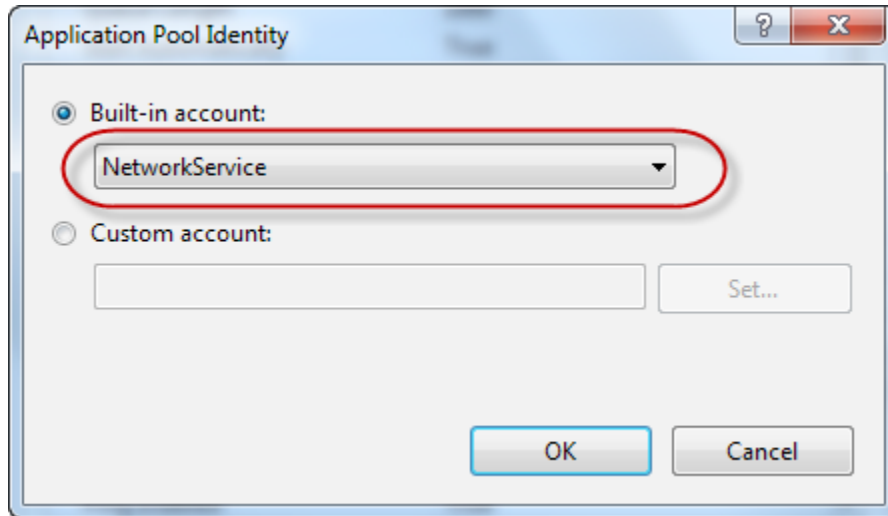 Application Pool Identity
Built-in account:
NetworkService
Custom account:
Set...
OK
Cancel